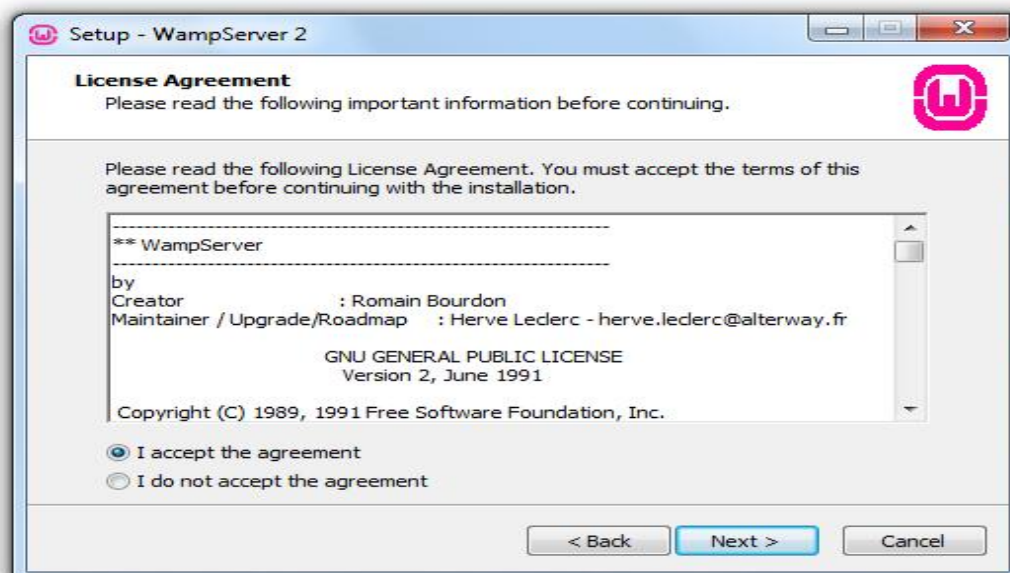 Setup - WampServer 2
License Agreement
Please read the following important information before continuing.
Please read the following License Agreement. You must accept the terms of this
agreement before continuing with the installation.
------------------------------------------------------------------
** WampServer
------------------------------------------------------------------
by
Creator : Romain Bourdon
Maintainer / Upgrade/Roadmap : Herve Leclerc - herve.leclerc@alterway.fr
GNU GENERAL PUBLIC LICENSE
Version 2, June 1991
Copyright (C) 1989, 1991 Free Software Foundation, Inc.
I accept the agreement
I do not accept the agreement
< Back Next > Cancel